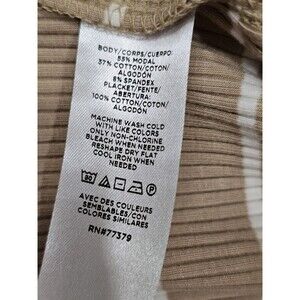 BODY/CORPS/CUERPO:
55% MODAL
37% COTTON/COTON/
ALGODÓN
8% SPANDEX
PLACKET/FENTE/
ABERTURA:
100% COTTON/COTON/
ALGODÓN
MACHINE WASH COLD
WITH LIKE COLORS
ONLY NON-CHLORINE
BLEACH WHEN NEEDED
RESHAPE DRY FLAT
COOL IRON WHEN
NEEDED
30 P
AVEC DES COULEURS
SEMBLABLES/CON
COLORES SIMILARES
RN#77379